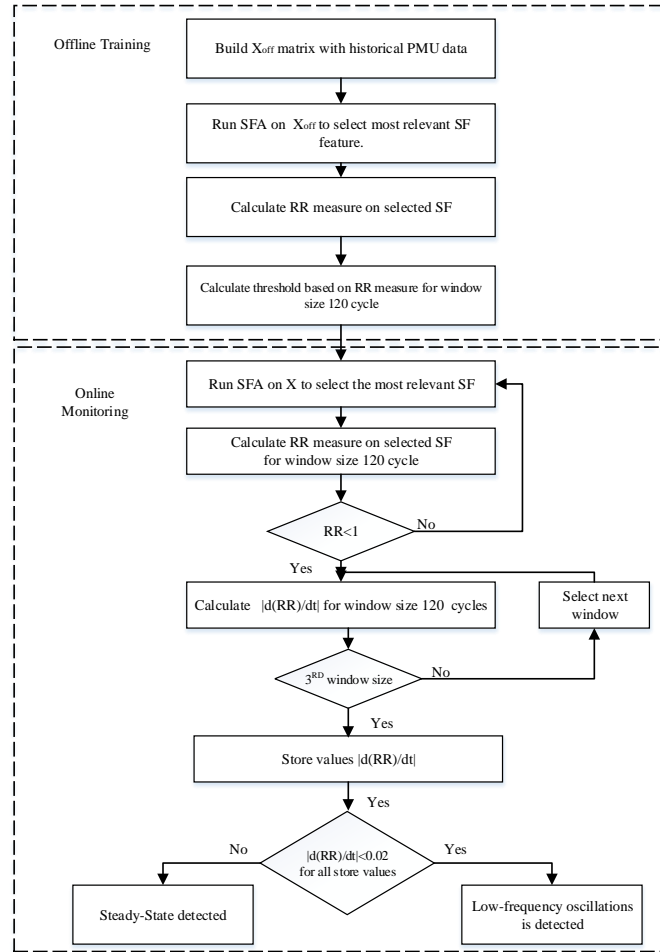 Offline Training
Build Xoff matrix with historical PMU data
Run SFA on Xoff to select most relevant SF
feature.
Calculate RR measure on selected SF
Calculate threshold based on RR measure for window
size 120 cycle
Online
Monitoring
Run SFA on X to select the most relevant SF
Calculate RR measure on selected SF
for window size 120 cycle
RR<1
No
Yes
Calculate |d(RR)/dt| for window size 120 cycles
Select next
window
3RD window size
No
Yes
Store values |d(RR)/dt|
Yes
|d(RR)/dt|<0.02
for all store
values
No
Yes
Steady-State detected
Low-frequency oscillations
is detected